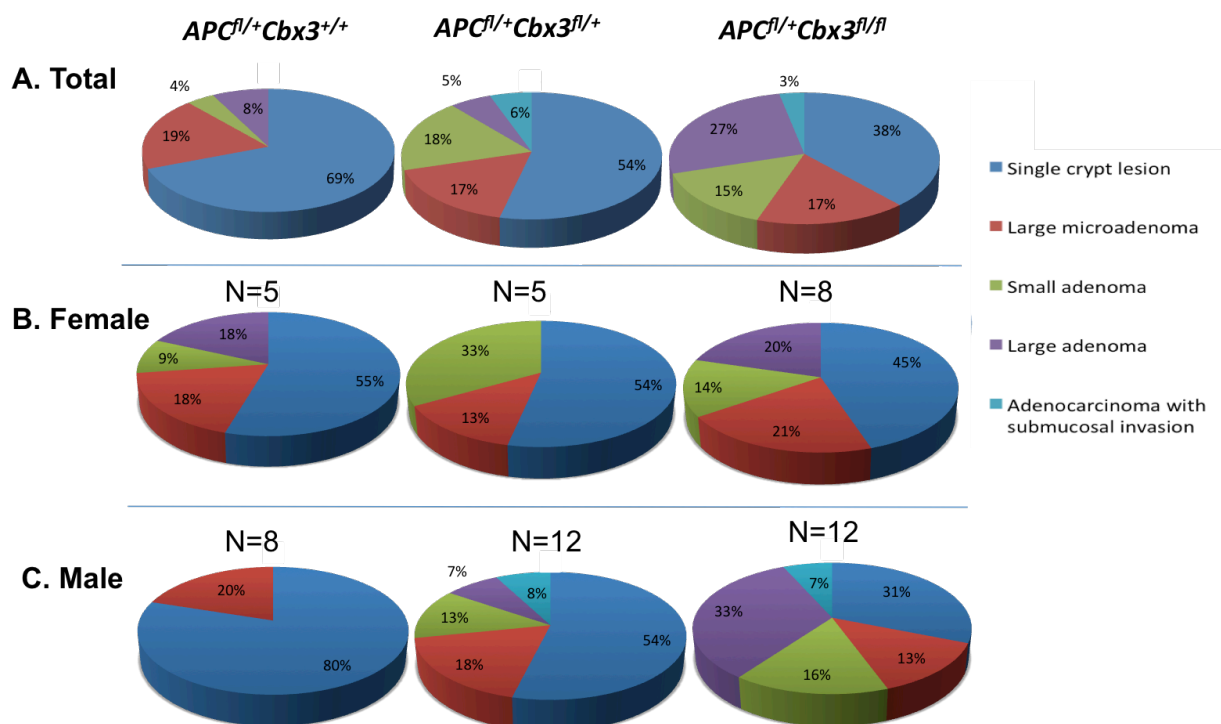 APCfl/+Cbx3+/+
APCfl/+Cbx3fl/+
APCfl/+Cbx3fl/fl
A. Total
4%
8%
19%
69%
5%
6%
18%
17%
54%
3%
27%
38%
15%
17%
Single crypt lesion
Large microadenoma
Small adenoma
Large adenoma
Adenocarcinoma with
submucosal invasion
B. Female
N=5
18%
9%
18%
55%
N=5
33%
13%
54%
N=8
20%
14%
45%
21%
C. Male
N=8
20%
80%
N=12
7%
8%
13%
18%
54%
N=12
7%
33%
31%
16%
13%